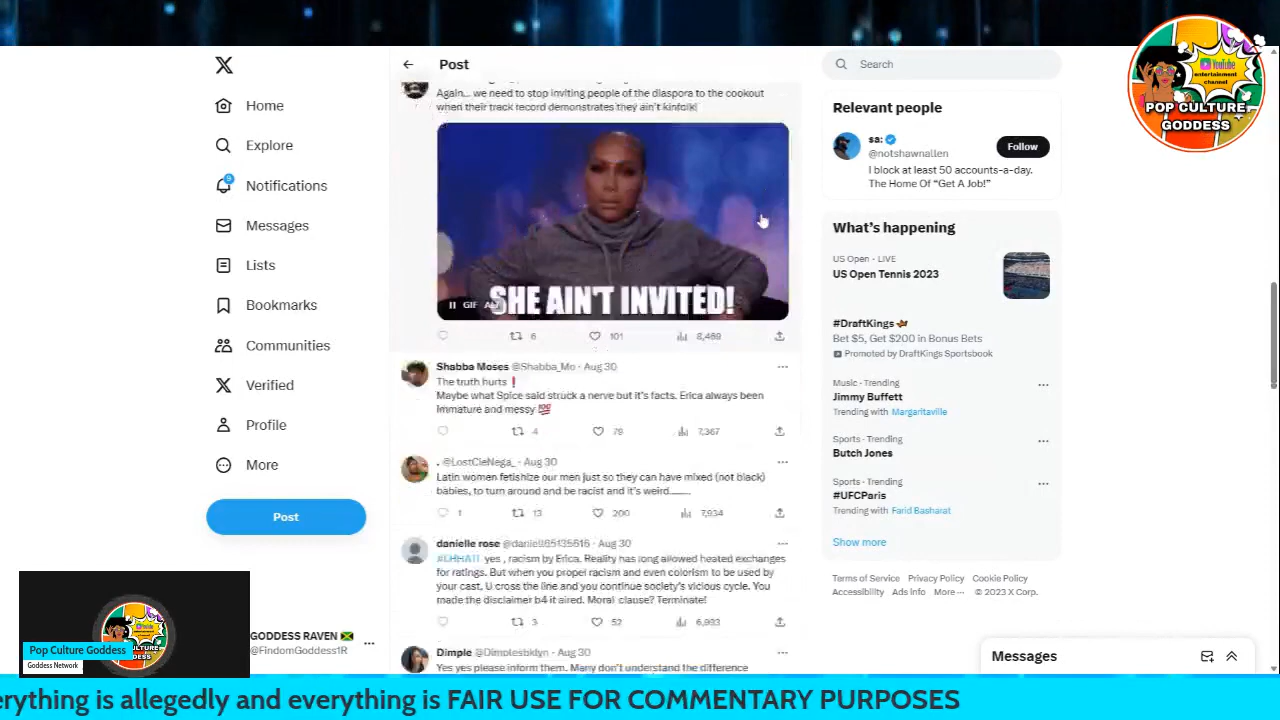 Post
Again... we need to stop inviting people of the diaspora to the cookout
when their track record demonstrates they ain't kinfolk!
SHE AIN'T INVITED!
GIF
6
101
8,469
Shabba Moses @Shabba_Mo · Aug 30
The truth hurts❗
Maybe what Spice said struck a nerve but it's facts. Erica always been
Immature and messy 💯
4
79
7,367
. @LostCieNega_ · Aug 30
Latin women fetishize our men just so they can have mixed (not black)
babies, to turn around and be racist and it's weird........
1
13
200
7,934
danielle rose · Aug 30
yes , racism by Erica. Reality has long allowed heated exchanges
for ratings. But when you propel racism and even colorism to be used by
your cast, U cross the line and you continue society's vicious cycle. You
made the disclaimer b4 it aired. Moral clause? Terminate!
3
52
6,993
Dimple @Dimplesbklyn · Aug 30
Yes yes please inform them. Many don't understand the difference
Home
Explore
9
Notifications
Messages
Lists
Bookmarks
Communities
Verified
Profile
More
Post
GODDESS RAVEN 🇯🇲
@FindomGoddess1R
Search
Relevant people
sa:
@notshawnallen
Follow
I block at least 50 accounts-a-day.
The Home Of “Get A Job!”
What's happening
US Open · LIVE
US Open Tennis 2023
#DraftKings
Bet $5, Get $200 in Bonus Bets
Promoted by DraftKings Sportsbook
Music · Trending
Jimmy Buffett
Trending with Margaritaville
Sports · Trending
Butch Jones
Sports · Trending
#UFCParis
Trending with Farid Basharat
Show more
Terms of Service Privacy Policy Cookie Policy
Accessibility Ads info More ··· © 2023 X Corp.
Messages
YouTube
entertainment
channel
POP CULTURE
GODDESS
Pop Culture Goddess
Goddess Network
erything is allegedly and everything is FAIR USE FOR COMMENTARY PURPOSES